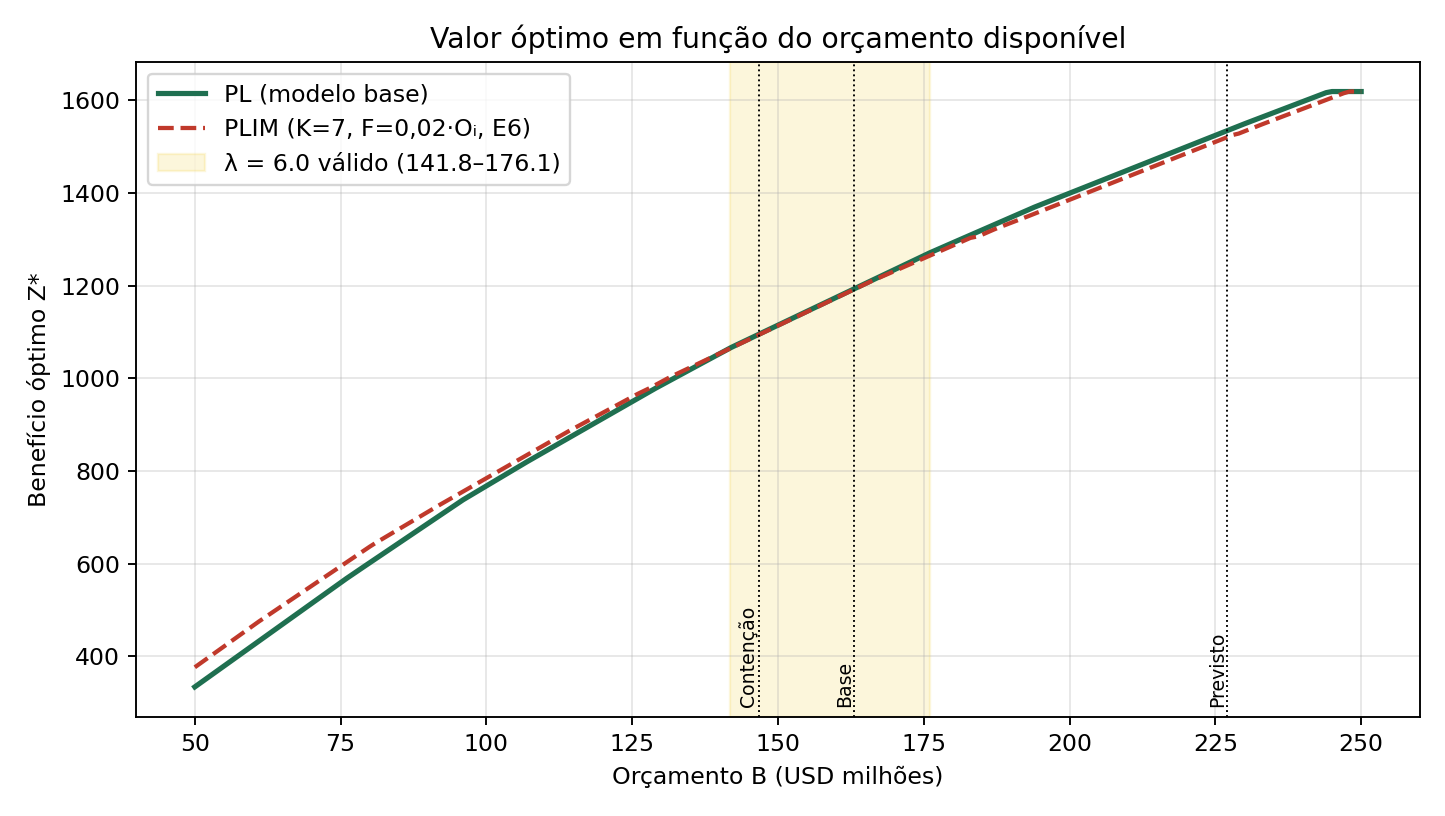 Valor óptimo em função do orçamento disponível
PL (modelo base)
PLIM (K=7, F=0,02·Oᵢ, E6)
λ = 6.0 válido (141.8–176.1)
Benefício óptimo Z*
1600
1400
1200
1000
800
600
400
Contenção
Base
Previsto
50 75 100 125 150 175 200 225 250
Orçamento B (USD milhões)